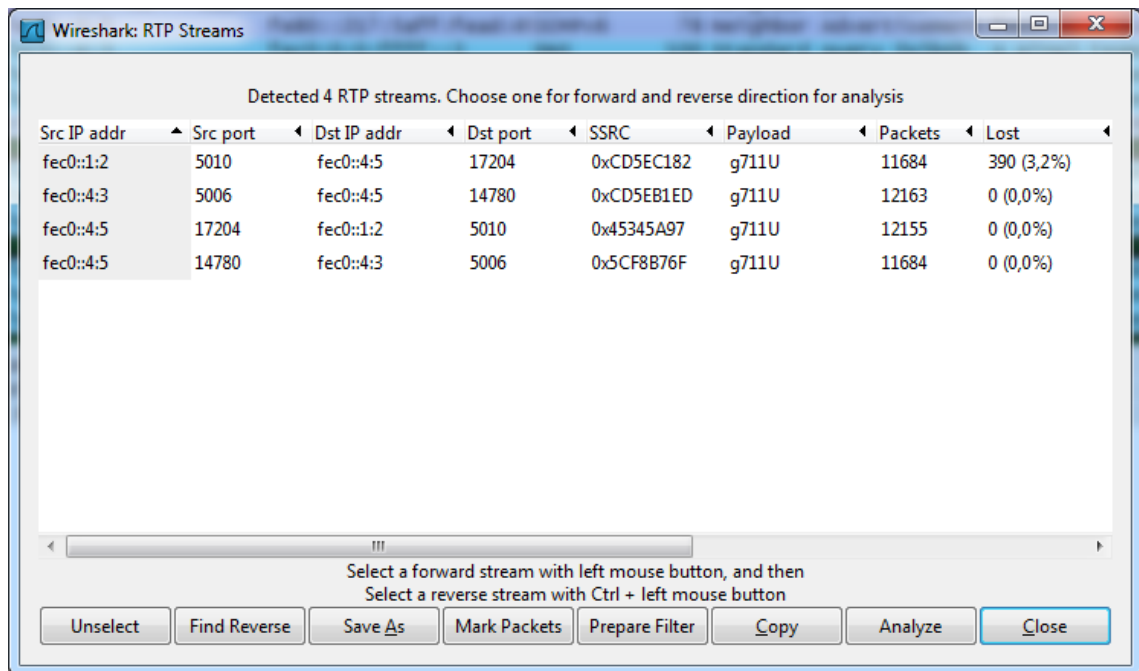 Wireshark: RTP Streams
Detected 4 RTP streams. Choose one for forward and reverse direction for analysis
Src IP addr Src port Dst IP addr Dst port SSRC Payload Packets Lost
fec0::1:2 5010 fec0::4:5 17204 0xCD5EC182 g711U 11684 390 (3,2%)
fec0::4:3 5006 fec0::4:5 14780 0xCD5EB1ED g711U 12163 0 (0,0%)
fec0::4:5 17204 fec0::1:2 5010 0x45345A97 g711U 12155 0 (0,0%)
fec0::4:5 14780 fec0::4:3 5006 0x5CF8B76F g711U 11684 0 (0,0%)
Select a forward stream with left mouse button, and then
Select a reverse stream with Ctrl + left mouse button
Unselect Find Reverse Save As Mark Packets Prepare Filter Copy Analyze Close